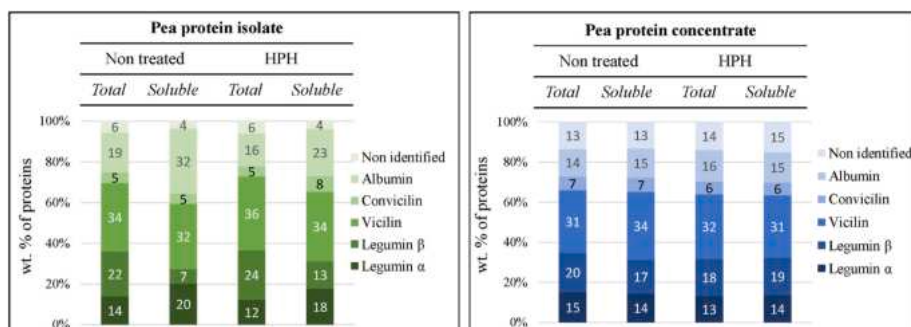 Pea protein isolate
Non treated HPH
Total Soluble Total Soluble
wt. % of proteins
100%
80%
60%
40%
20%
0%
6 4 6 4
19 32 16 23
5 5 5 8
34 32 36 34
22 7 24 13
14 20 12 18
Non identified
Albumin
Convicilin
Vicilin
Legumin β
Legumin α
Pea protein concentrate
Non treated HPH
Total Soluble Total Soluble
wt. % of proteins
100%
80%
60%
40%
20%
0%
13 13 14 15
14 15 16 15
7 7 6 6
31 34 32 31
20 17 18 19
15 14 13 14
Non identified
Albumin
Convicilin
Vicilin
Legumin β
Legumin α